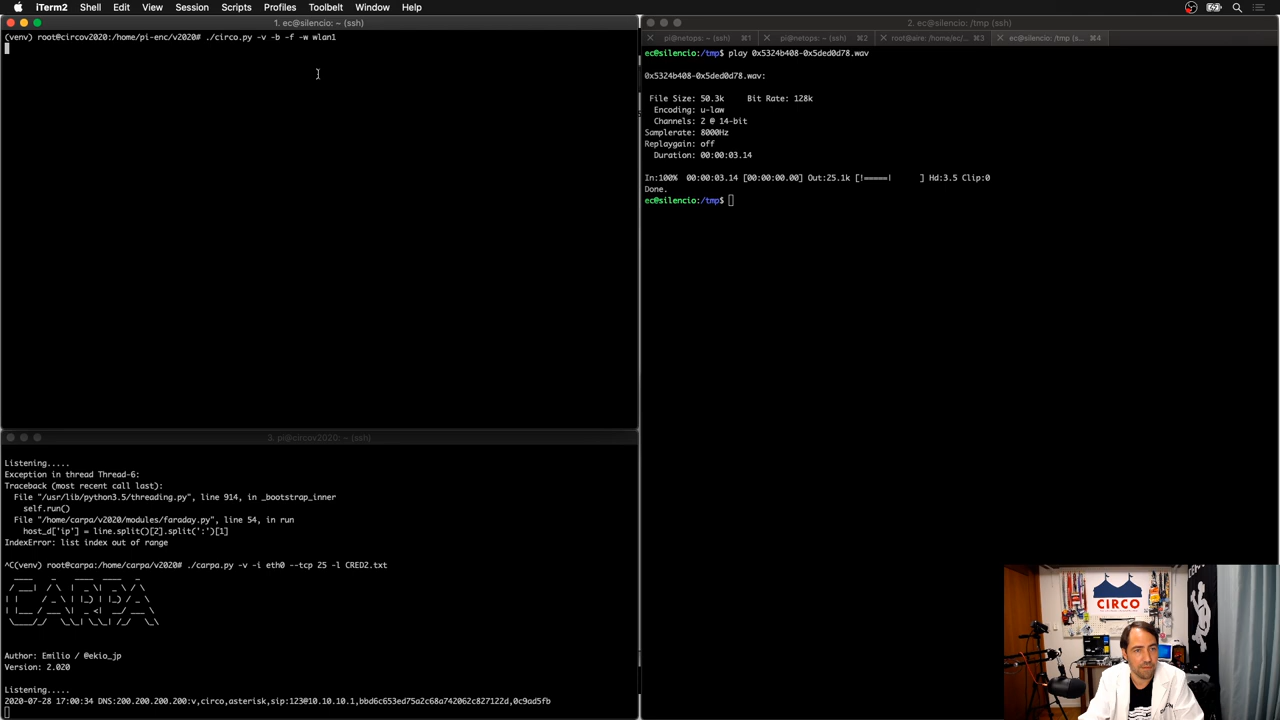 iTerm2 Shell Edit View Session Scripts Profiles Toolbelt Window Help
1. ec@silencio: ~ (ssh)
(venv) root@circov2020:/home/pi-enc/v2020# ./circo.py -v -b -f -w wlan1
2. ec@silencio: ~ (ssh)
pi@netops: ~ (ssh) ⌘1 pi@netops: ~ (ssh) ⌘2 root@aire: /home/ec/... ⌘3 ec@silencio: /tmp (s... ⌘4
ec@silencio:/tmp$ play 0x5324b408-0x5ded0d78.wav
0x5324b408-0x5ded0d78.wav:
File Size: 50.3k Bit Rate: 128k
Encoding: u-law
Channels: 2 @ 14-bit
Samplerate: 8000Hz
Replaygain: off
Duration: 00:00:03.14
In:100% 00:00:03.14 [00:00:00.00] Out:25.1k [!=====| ] Hd:3.5 Clip:0
Done.
ec@silencio:/tmp$
3. pi@circov2020: ~ (ssh)
Listening.....
Exception in thread Thread-6:
Traceback (most recent call last):
File "/usr/lib/python3.5/threading.py", line 914, in _bootstrap_inner
self.run()
File "/home/carpa/v2020/modules/faraday.py", line 54, in run
host_d['ip'] = line.split()[2].split(':')[1]
IndexError: list index out of range
^C(venv) root@carpa:/home/carpa/v2020# ./carpa.py -v -i eth0 --tcp 25 -l CRED2.txt
CARPA
Author: Emilio / @ekio_jp
Version: 2.020
Listening.....
2020-07-28 17:00:34 DNS:200.200.200.200:v,circo,asterisk,sip:123@10.10.10.1,bbd6c653ed75a2c68a742062c827122d,0c9ad5fb
CIRCO